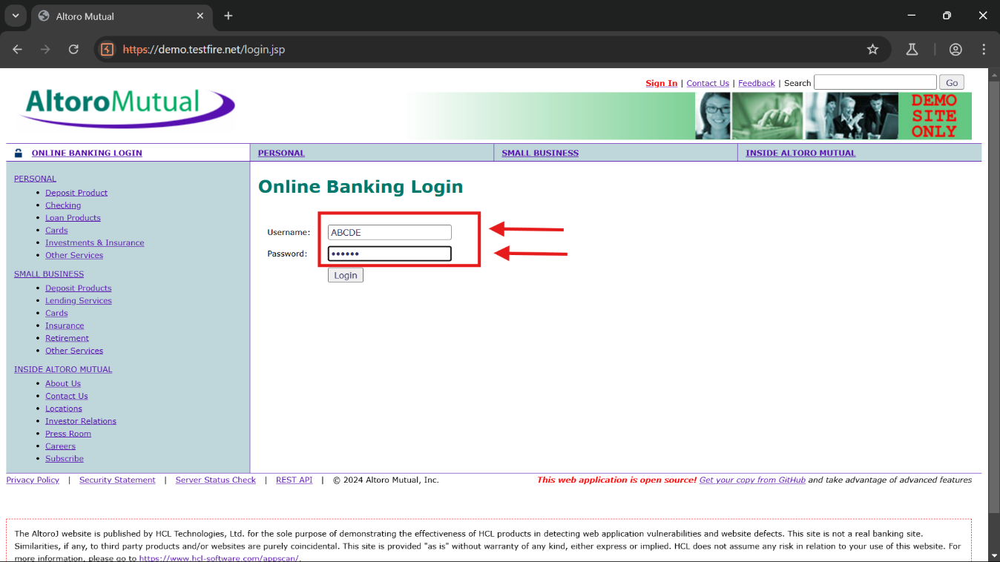 Altoro Mutual
https://demo.testfire.net/login.jsp
Sign In | Contact Us | Feedback | Search Go
AltoroMutual
DEMO
SITE
ONLY
ONLINE BANKING LOGIN
PERSONAL
SMALL BUSINESS
INSIDE ALTORO MUTUAL
PERSONAL
• Deposit Product
• Checking
• Loan Products
• Cards
• Investments & Insurance
• Other Services
SMALL BUSINESS
• Deposit Products
• Lending Services
• Cards
• Insurance
• Retirement
• Other Services
INSIDE ALTORO MUTUAL
• About Us
• Contact Us
• Locations
• Investor Relations
• Press Room
• Careers
• Subscribe
Online Banking Login
Username: ABCDE
Password: ••••••
Login
Privacy Policy | Security Statement | Server Status Check | REST API | © 2024 Altoro Mutual, Inc.
This web application is open source! Get your copy from GitHub and take advantage of advanced features
The AltoroJ website is published by HCL Technologies, Ltd. for the sole purpose of demonstrating the effectiveness of HCL products in detecting web application vulnerabilities and website defects. This site is not a real banking site.
Similarities, if any, to third party products and/or websites are purely coincidental. This site is provided "as is" without warranty of any kind, either express or implied. HCL does not assume any risk in relation to your use of this website. For
more information, please go to https://www.hcl-software.com/appscan/.